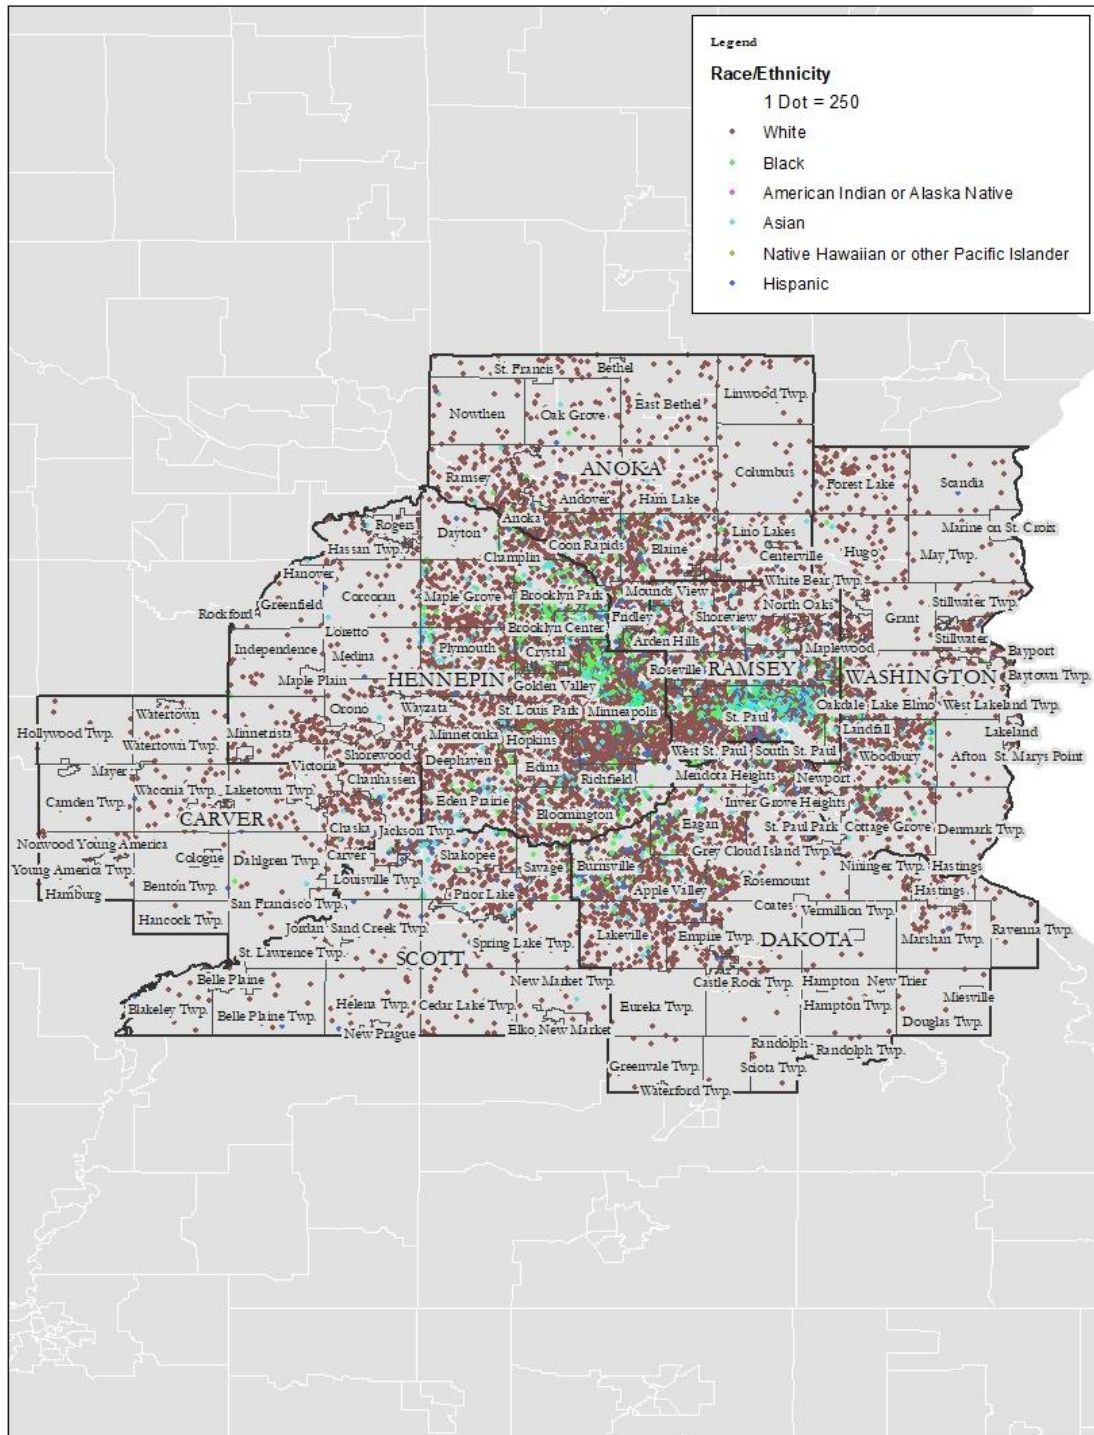 Legend
Race/Ethnicity
1 Dot = 250
White
Black
American Indian or Alaska Native
Asian
Native Hawaiian or other Pacific Islander
Hispanic
St. Francis
Bethel
Linwood Twp.
Nowthen
Oak Grove
East Bethel
ANOKA
Ramsey
Columbus
Forest Lake
Scandia
Andover
Ham Lake
Anoka
Rogers
Dayton
Lino Lakes
Marine on St. Croix
Hassan Twp.
Coon Rapids
Blaine
Hugo
May Twp.
Champlin
Centerville
Hanover
Corcoran
White Bear Twp.
Maple Grove
Brooklyn Park
Mounds View
Greenfield
North Oaks
Stillwater Twp.
Rockford
Fridley
Shoreview
Grant
Loretto
Brooklyn Center
Arden Hills
Stillwater
Independence
Medina
Plymouth
Crystal
Maplewood
Bayport
Roseville
RAMSEY
WASHINGTON
Baytown Twp.
Maple Plain
HENNEPIN
Golden Valley
Orono
Wayzata
St. Louis Park
Minneapolis
St. Paul
Oakdale
Lake Elmo
West Lakeland Twp.
Watertown
Hollywood Twp.
Minnetrista
Minnetonka
Landfall
Lakeland
Watertown Twp.
Shorewood
Hopkins
West St. Paul
South St. Paul
Woodbury
Afton
St. Marys Point
Mayer
Victoria
Deephaven
Edina
Richfield
Mendota Heights
Newport
Waconia Twp.
Laketown Twp.
Chanhassen
Camden Twp.
Eden Prairie
Inver Grove Heights
CARVER
Bloomington
Eagan
St. Paul Park
Cottage Grove
Denmark Twp.
Chaska
Jackson Twp.
Norwood Young America
Cologne
Dahlgren Twp.
Carver
Shakopee
Grey Cloud Island Twp.
Young America Twp.
Savage
Burnsville
Nininger Twp.
Hastings
Benton Twp.
Louisville Twp.
Rosemount
Hamburg
Prior Lake
Apple Valley
Hastings
San Francisco Twp.
Coates
Vermillion Twp.
Hancock Twp.
Jordan
Sand Creek Twp.
Ravenna Twp.
Spring Lake Twp.
Lakeville
Empire Twp.
DAKOTA
Marshan Twp.
St. Lawrence Twp.
SCOTT
Belle Plaine
New Market Twp.
Castle Rock Twp.
Hampton
New Trier
Blakeley Twp.
Belle Plaine Twp.
Helena Twp.
Cedar Lake Twp.
Eureka Twp.
Hampton Twp.
Miesville
New Prague
Elko New Market
Douglas Twp.
Randolph
Randolph Twp.
Greenvale Twp.
Sciota Twp.
Waterford Twp.